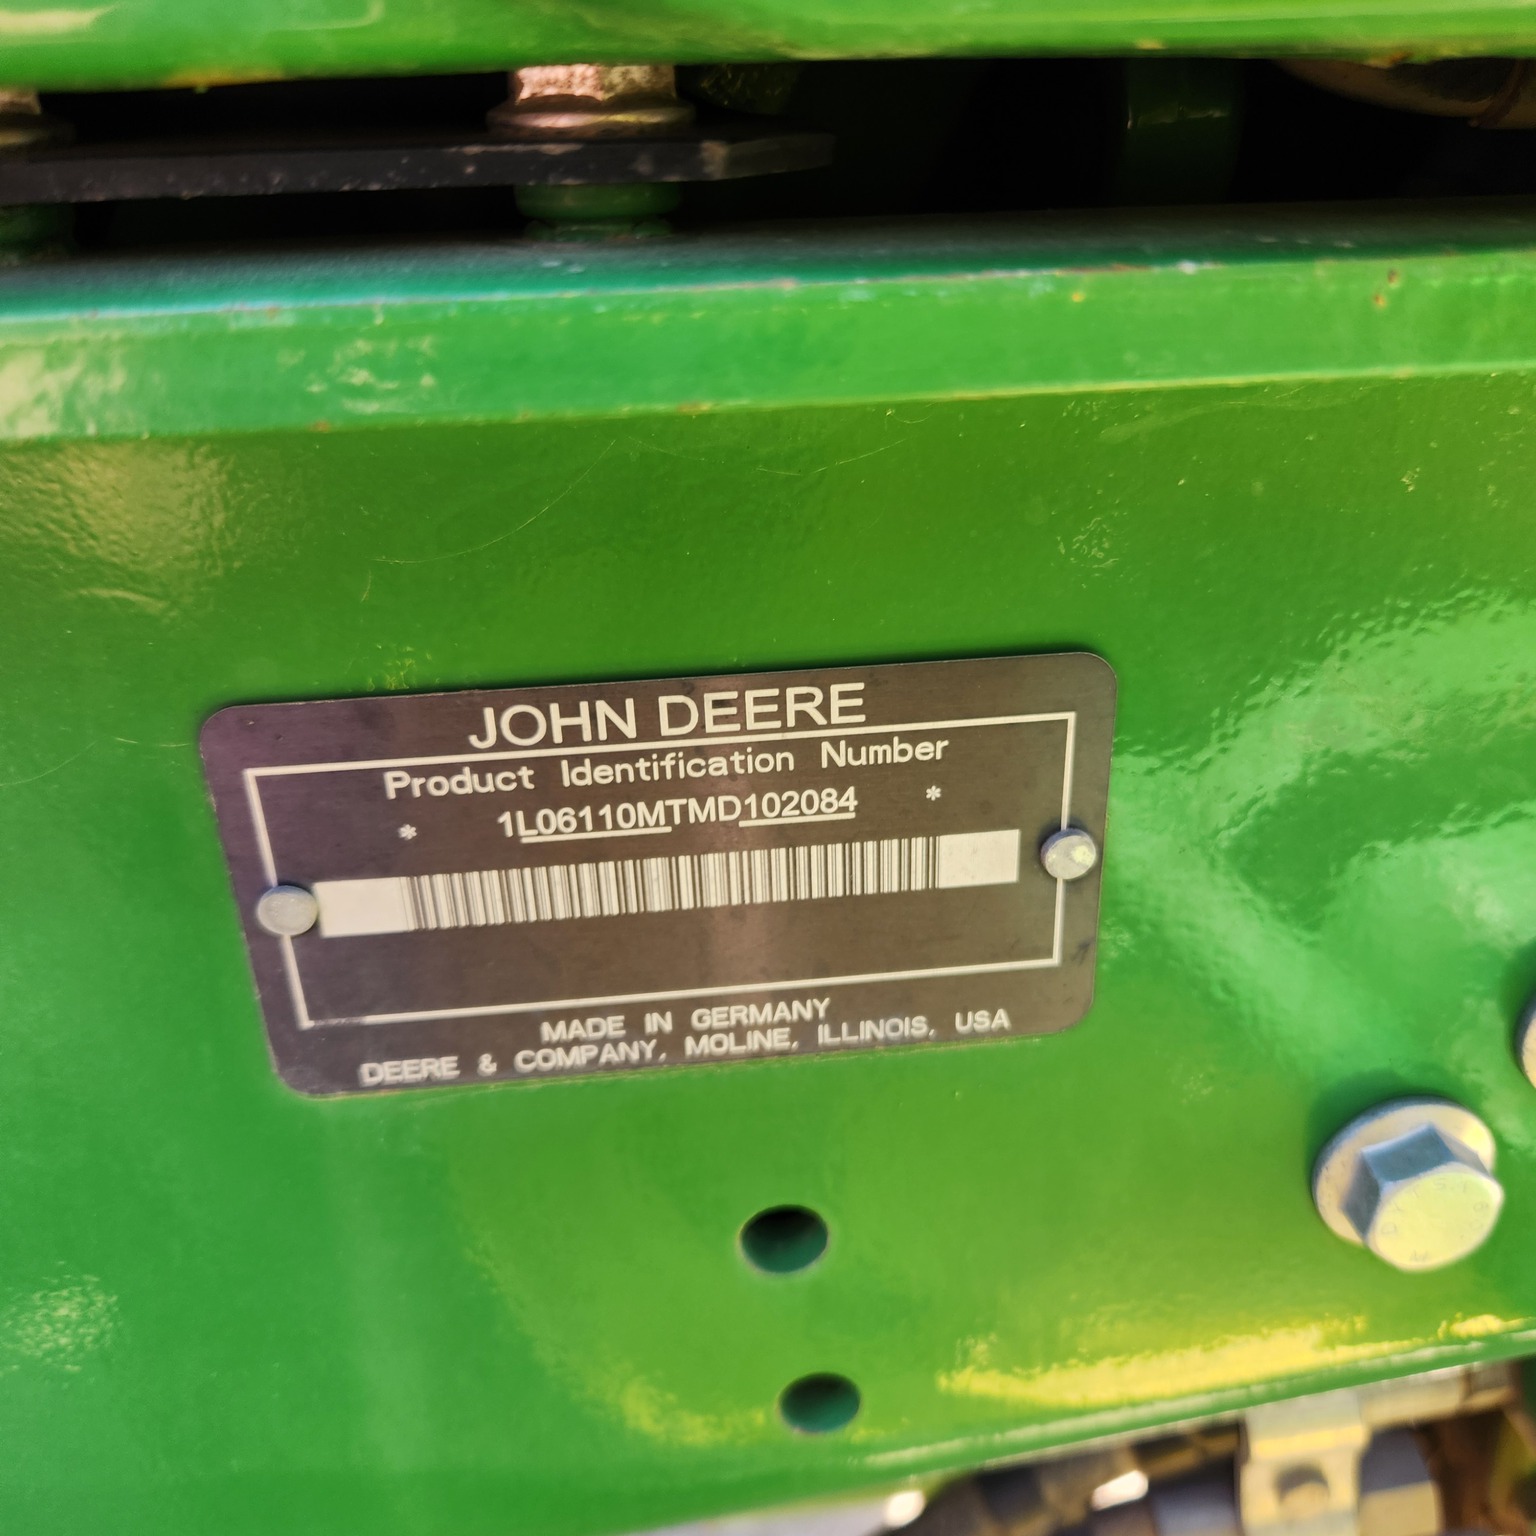 JOHN DEERE
Product Identification Number
* 1L06110MTMD102084 *
MADE IN GERMANY
DEERE & COMPANY, MOLINE, ILLINOIS, USA